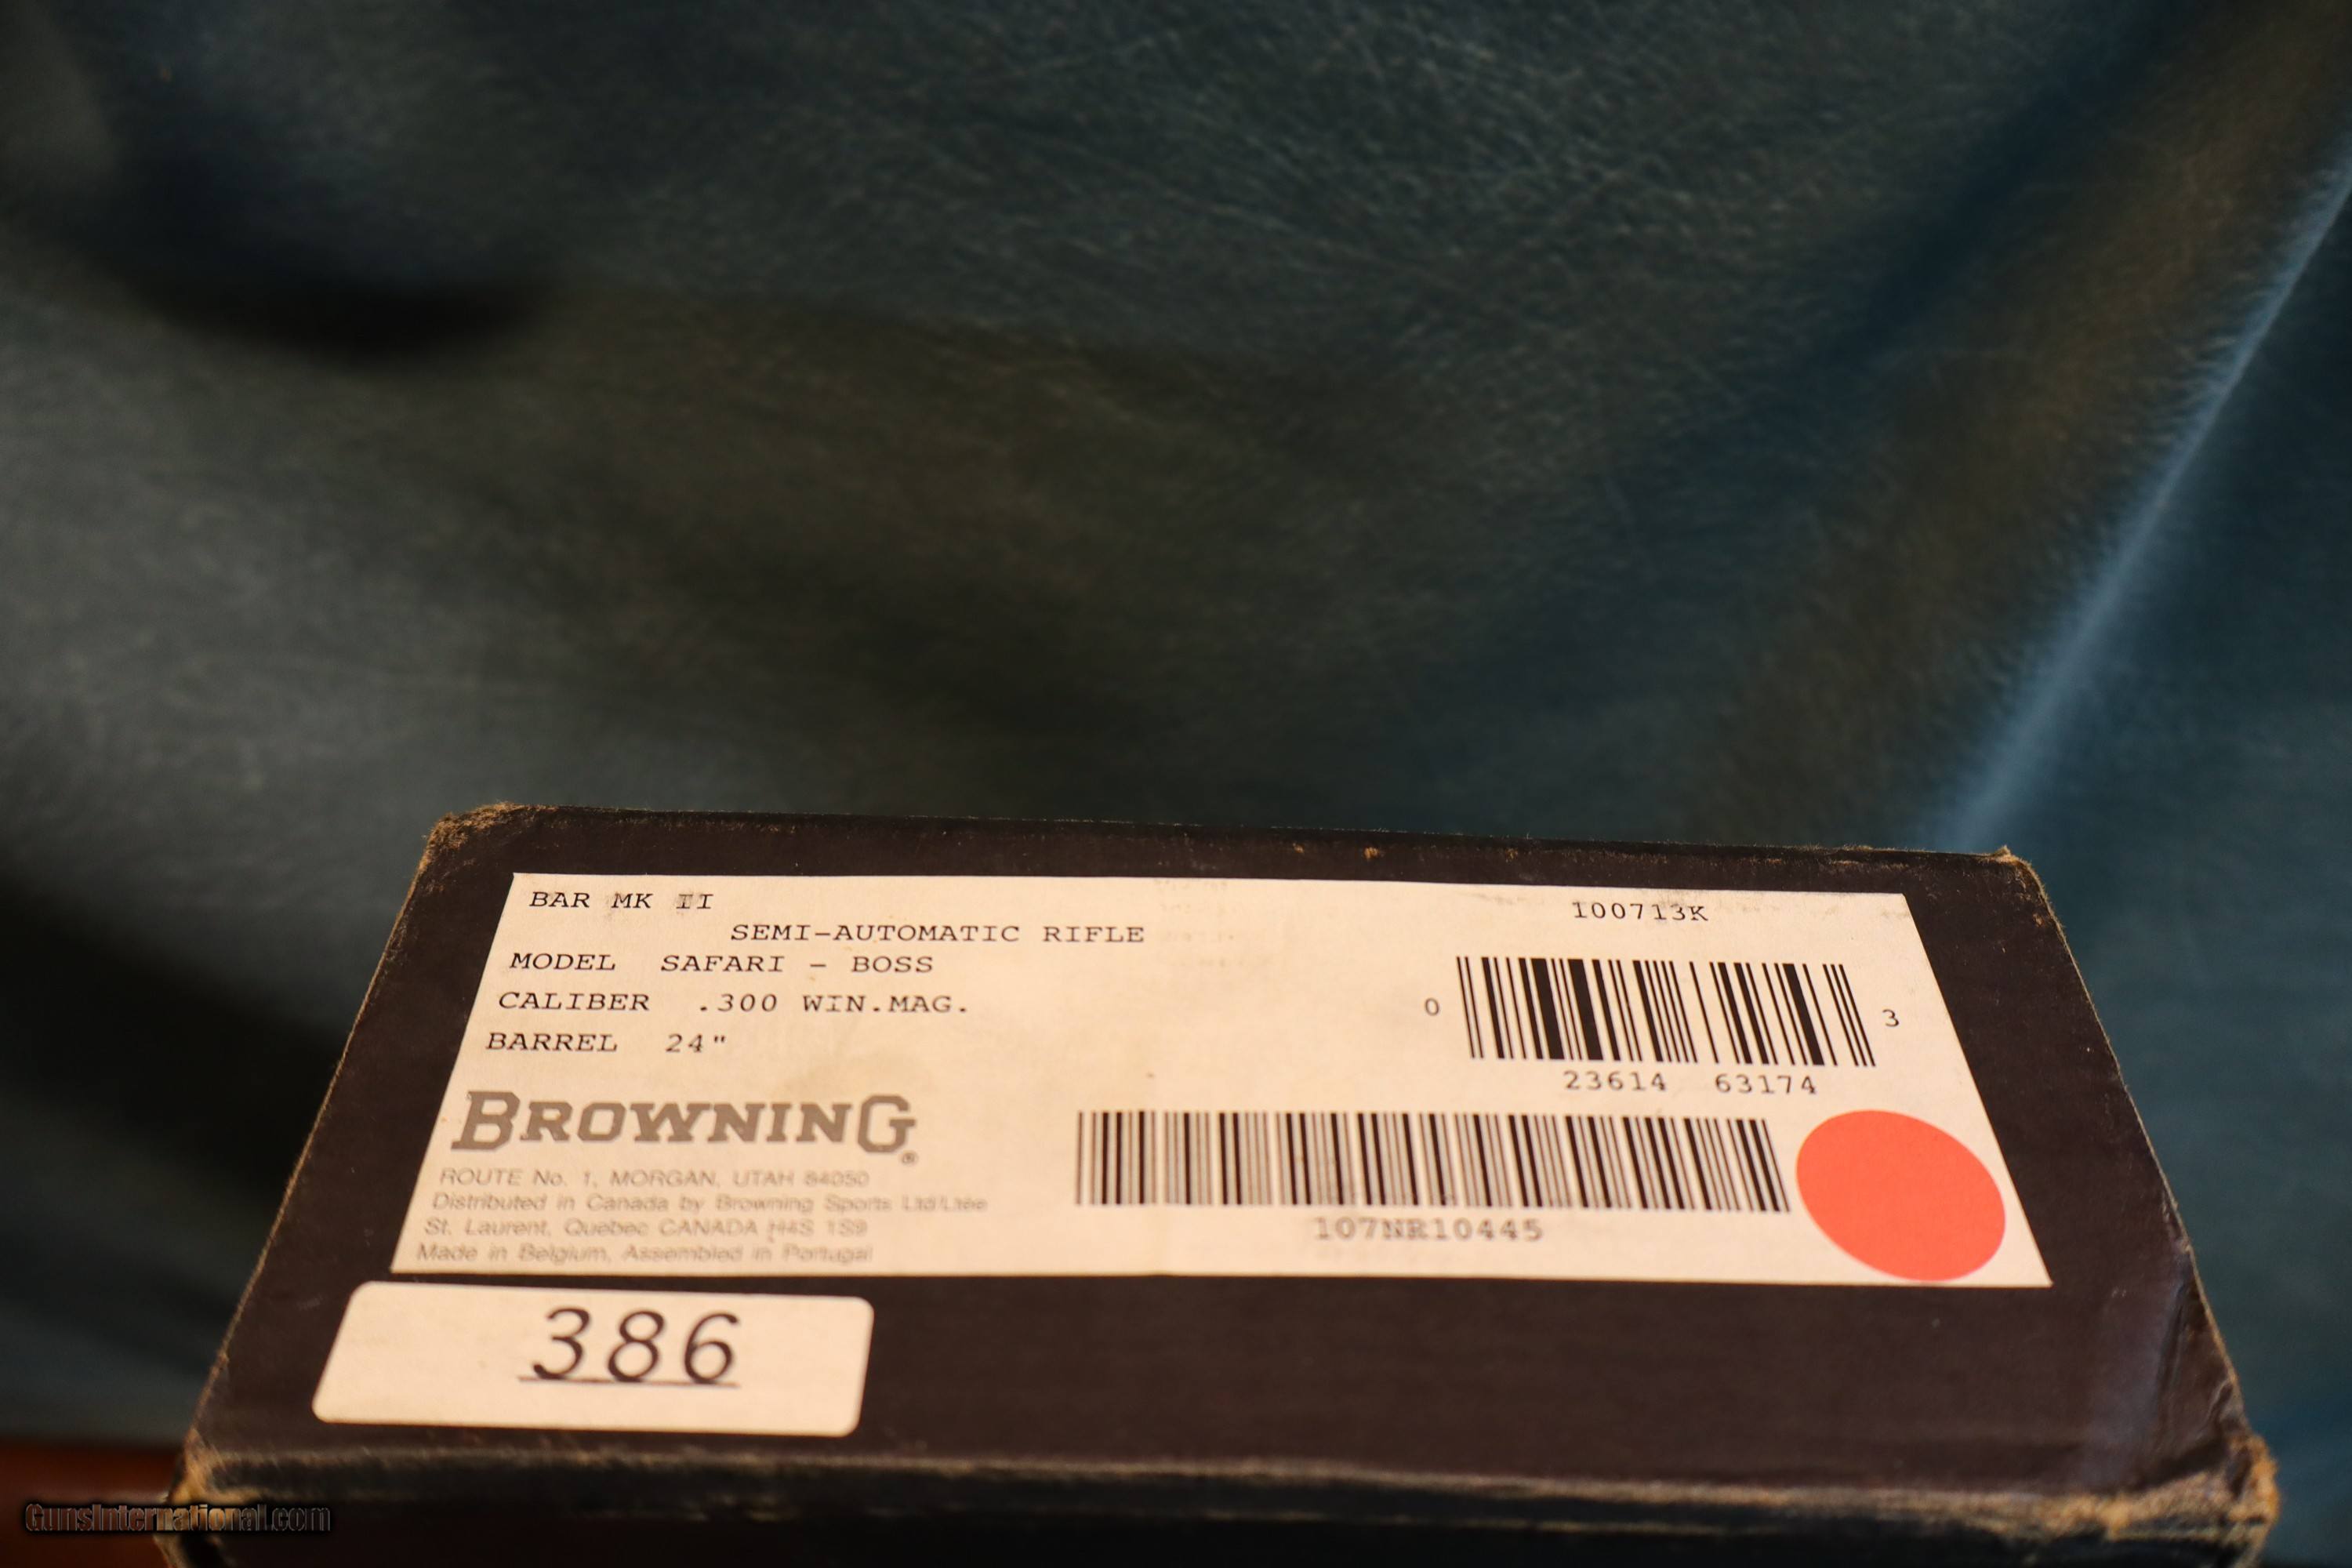 BAR MK II
SEMI-AUTOMATIC RIFLE
MODEL SAFARI - BOSS
CALIBER .300 WIN.MAG.
BARREL 24"
BROWNING®
ROUTE No. 1, MORGAN, UTAH 84050
Distributed in Canada by Browning Sports Ltd/Ltée
St. Laurent, Quebec CANADA H4S 1S9
Made in Belgium, Assembled in Portugal
100713K
0 3
23614 63174
107NR10445
386
GunsInternational.com